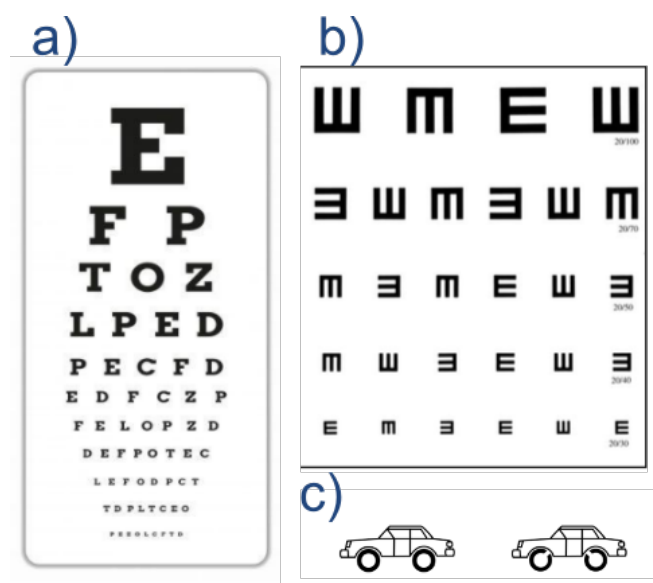 a)
E
F P
T O Z
L P E D
P E C F D
E D F C Z P
F E L O P Z D
D E F P O T E C
L E F O D P C T
b)
20/100
20/70
20/50
20/40
20/30
c)